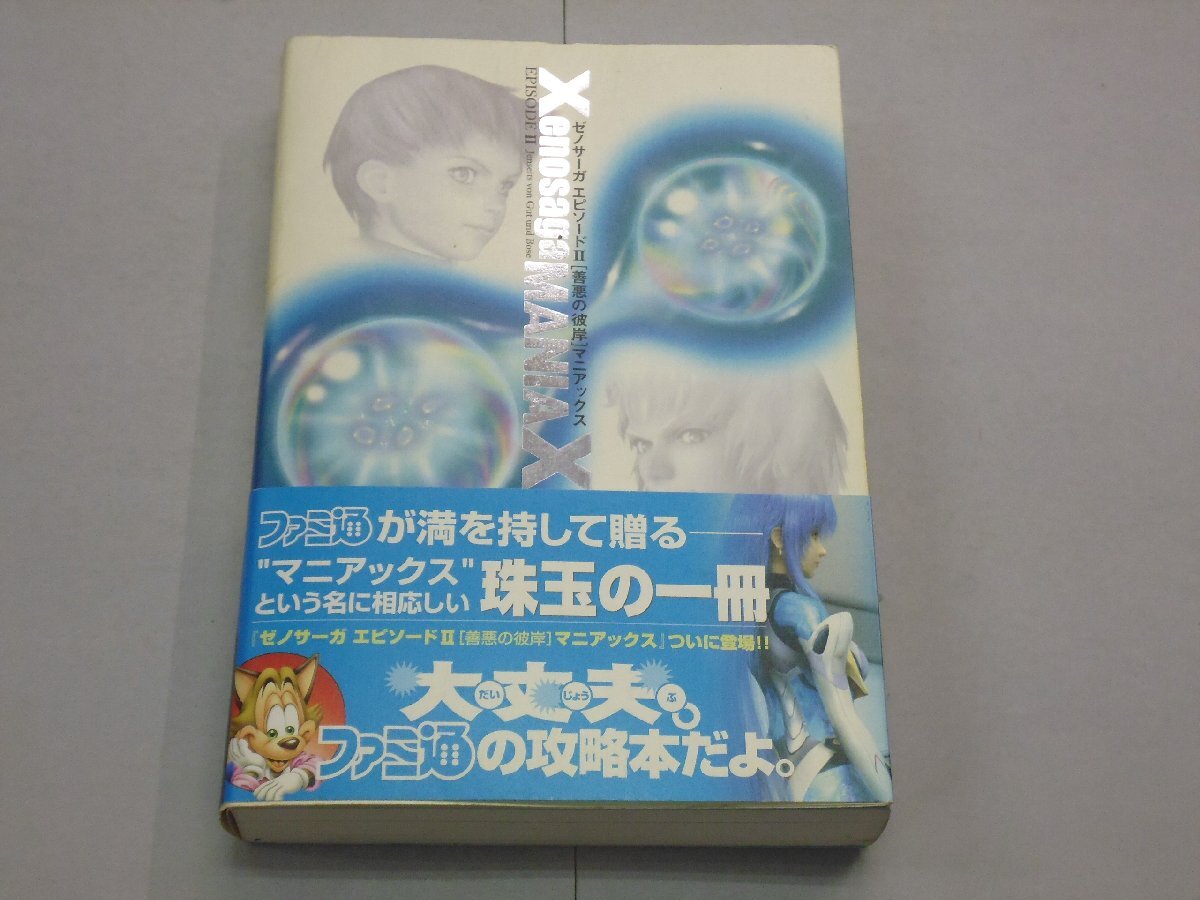 Xenosaga MANIAX
EPISODE II Jenseits von Gut und Böse
ゼノサーガ エピソードⅡ[善悪の彼岸]マニアックス
ファミ通が満を持して贈る――
"マニアックス"
という名に相応しい 珠玉の一冊
『ゼノサーガ エピソードⅡ[善悪の彼岸]マニアックス』ついに登場!!
大丈夫。
だい じょう ぶ
ファミ通の攻略本だよ。